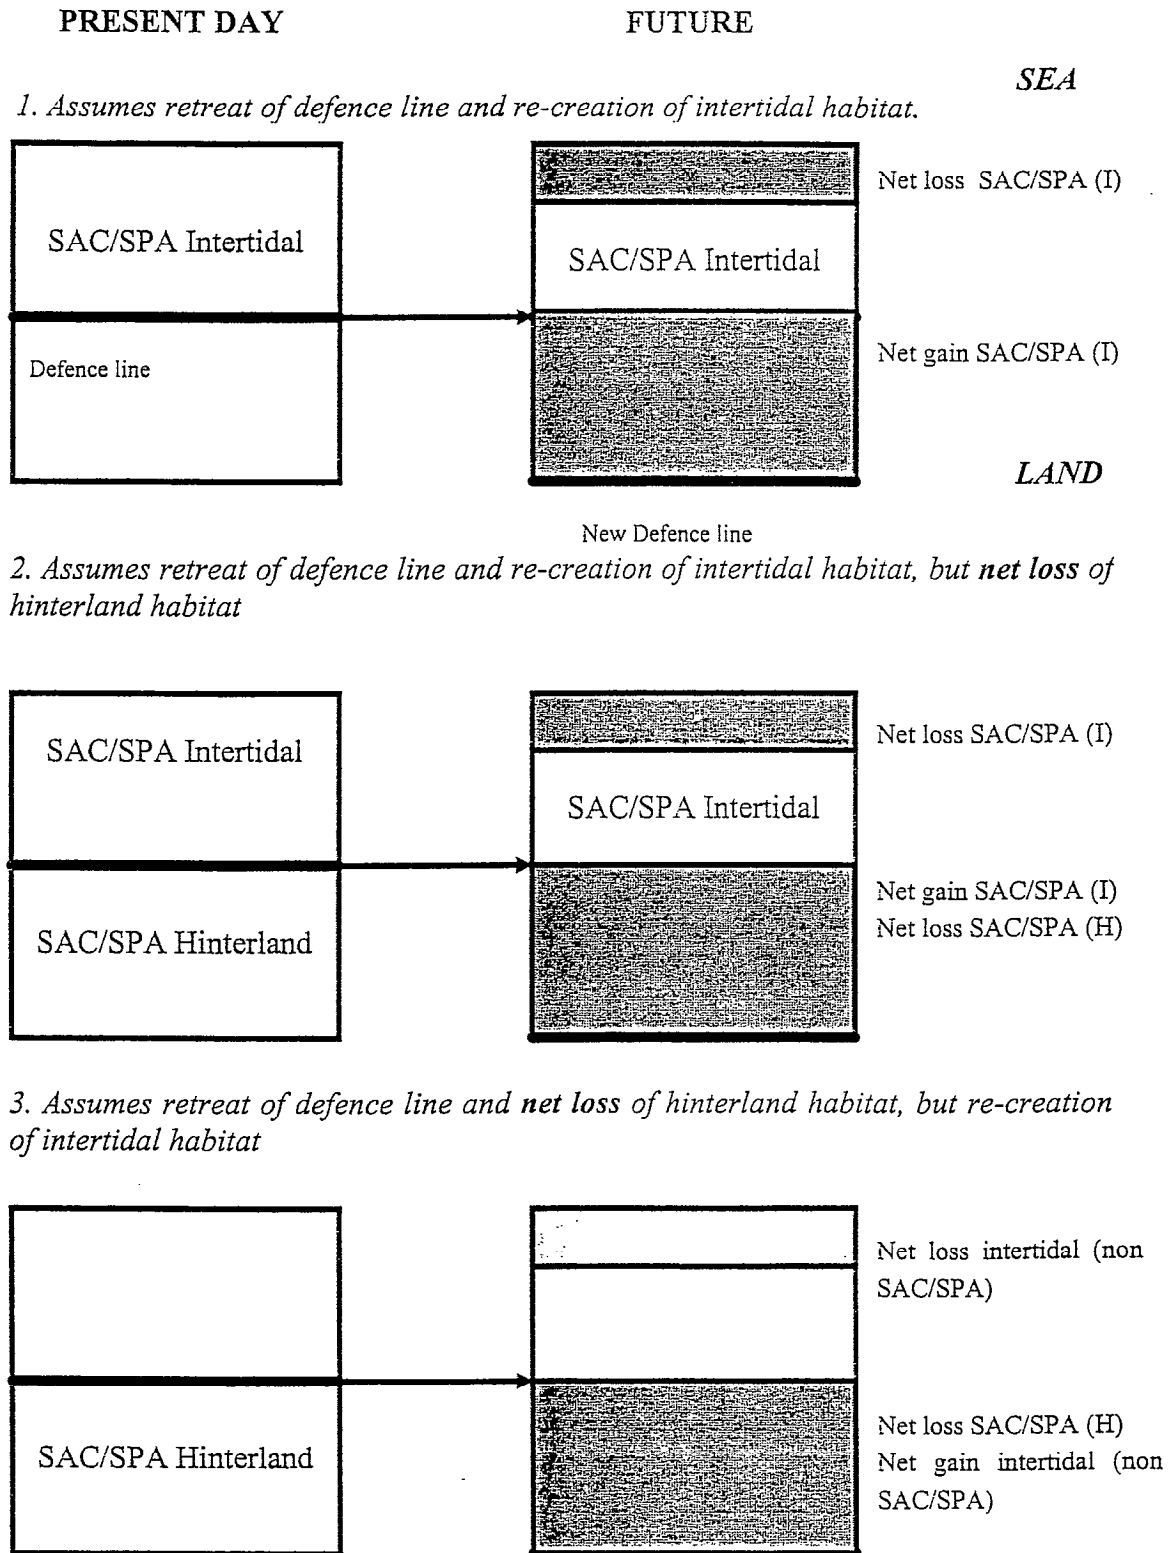 PRESENT DAY
FUTURE
SEA
1. Assumes retreat of defence line and re-creation of intertidal habitat.
SAC/SPA Intertidal
Defence line
SAC/SPA Intertidal
Net loss SAC/SPA (I)
Net gain SAC/SPA (I)
LAND
New Defence line
2. Assumes retreat of defence line and re-creation of intertidal habitat, but net loss of
hinterland habitat
SAC/SPA Intertidal
SAC/SPA Hinterland
SAC/SPA Intertidal
Net loss SAC/SPA (I)
Net gain SAC/SPA (I)
Net loss SAC/SPA (H)
3. Assumes retreat of defence line and net loss of hinterland habitat, but re-creation
of intertidal habitat
SAC/SPA Hinterland
Net loss intertidal (non
SAC/SPA)
Net loss SAC/SPA (H)
Net gain intertidal (non
SAC/SPA)